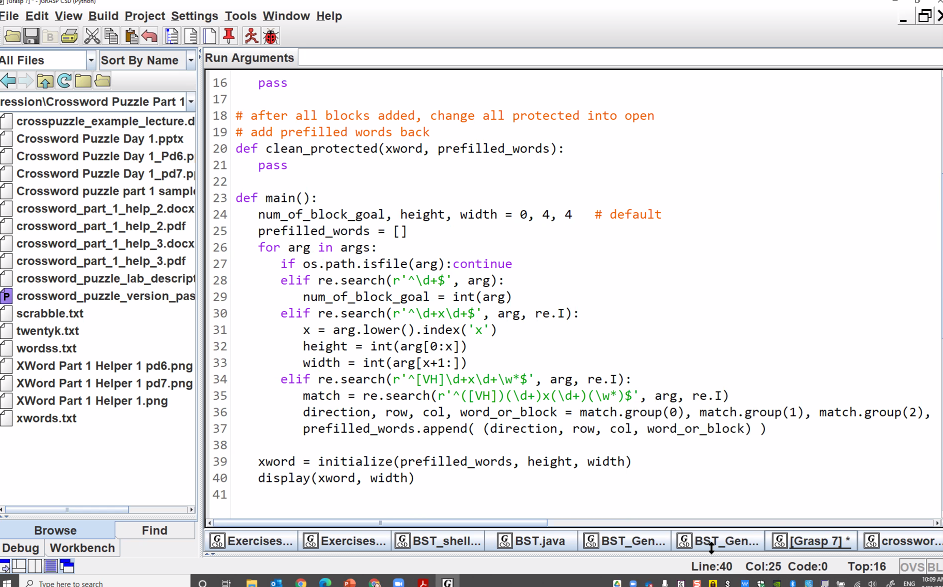 [Grasp 7] * - jGRASP CSD (Python)
File Edit View Build Project Settings Tools Window Help
All Files
Sort By Name
Run Arguments
ression\Crossword Puzzle Part 1
crosspuzzle_example_lecture.d
Crossword Puzzle Day 1.pptx
Crossword Puzzle Day 1_Pd6.p
Crossword Puzzle Day 1_pd7.p
Crossword puzzle part 1 sampl
crossword_part_1_help_2.docx
crossword_part_1_help_2.pdf
crossword_part_1_help_3.docx
crossword_part_1_help_3.pdf
crossword_puzzle_lab_descript
crossword_puzzle_version_pas
scrabble.txt
twentyk.txt
wordss.txt
XWord Part 1 Helper 1 pd6.png
XWord Part 1 Helper 1 pd7.png
XWord Part 1 Helper 1.png
xwords.txt
Browse Find
Debug Workbench
16 pass
17
18 # after all blocks added, change all protected into open
19 # add prefilled words back
20 def clean_protected(xword, prefilled_words):
21 pass
22
23 def main():
24 num_of_block_goal, height, width = 0, 4, 4 # default
25 prefilled_words = []
26 for arg in args:
27 if os.path.isfile(arg):continue
28 elif re.search(r'^\d+$', arg):
29 num_of_block_goal = int(arg)
30 elif re.search(r'^\d+x\d+$', arg, re.I):
31 x = arg.lower().index('x')
32 height = int(arg[0:x])
33 width = int(arg[x+1:])
34 elif re.search(r'^[VH]\d+x\d+\w*$', arg, re.I):
35 match = re.search(r'^([VH])(\d+)x(\d+)(\w*)$', arg, re.I)
36 direction, row, col, word_or_block = match.group(0), match.group(1), match.group(2),
37 prefilled_words.append( (direction, row, col, word_or_block) )
38
39 xword = initialize(prefilled_words, height, width)
40 display(xword, width)
41
Exercises... Exercises... BST_shell... BST.java BST_Gen... BST_Gen... [Grasp 7] * crosswor...
Line:40 Col:25 Code:0 Top:16 OVS BL
Type here to search
10:09 AM